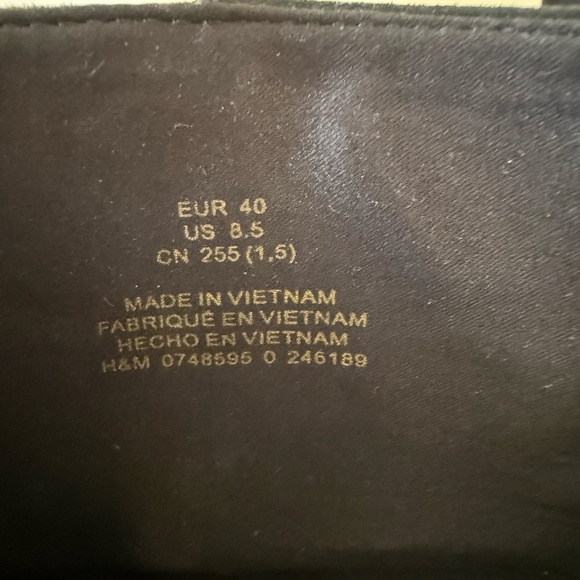 EUR 40
US 8.5
CN 255(1,5)
MADE IN VIETNAM
FABRIQUÉ EN VIETNAM
HECHO EN VIETNAM
H&M 0748595 0 246189